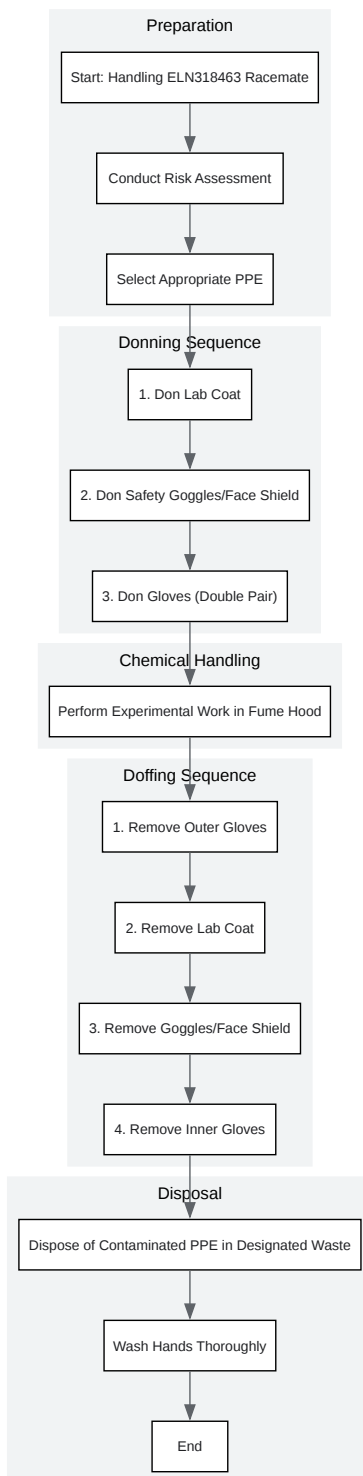 Preparation
Start: Handling ELN318463 Racemate
Conduct Risk Assessment
Select Appropriate PPE
Donning Sequence
1. Don Lab Coat
2. Don Safety Goggles/Face Shield
3. Don Gloves (Double Pair)
Chemical Handling
Perform Experimental Work in Fume Hood
Doffing Sequence
1. Remove Outer Gloves
2. Remove Lab Coat
3. Remove Goggles/Face Shield
4. Remove Inner Gloves
Disposal
Dispose of Contaminated PPE in Designated Waste
Wash Hands Thoroughly
End